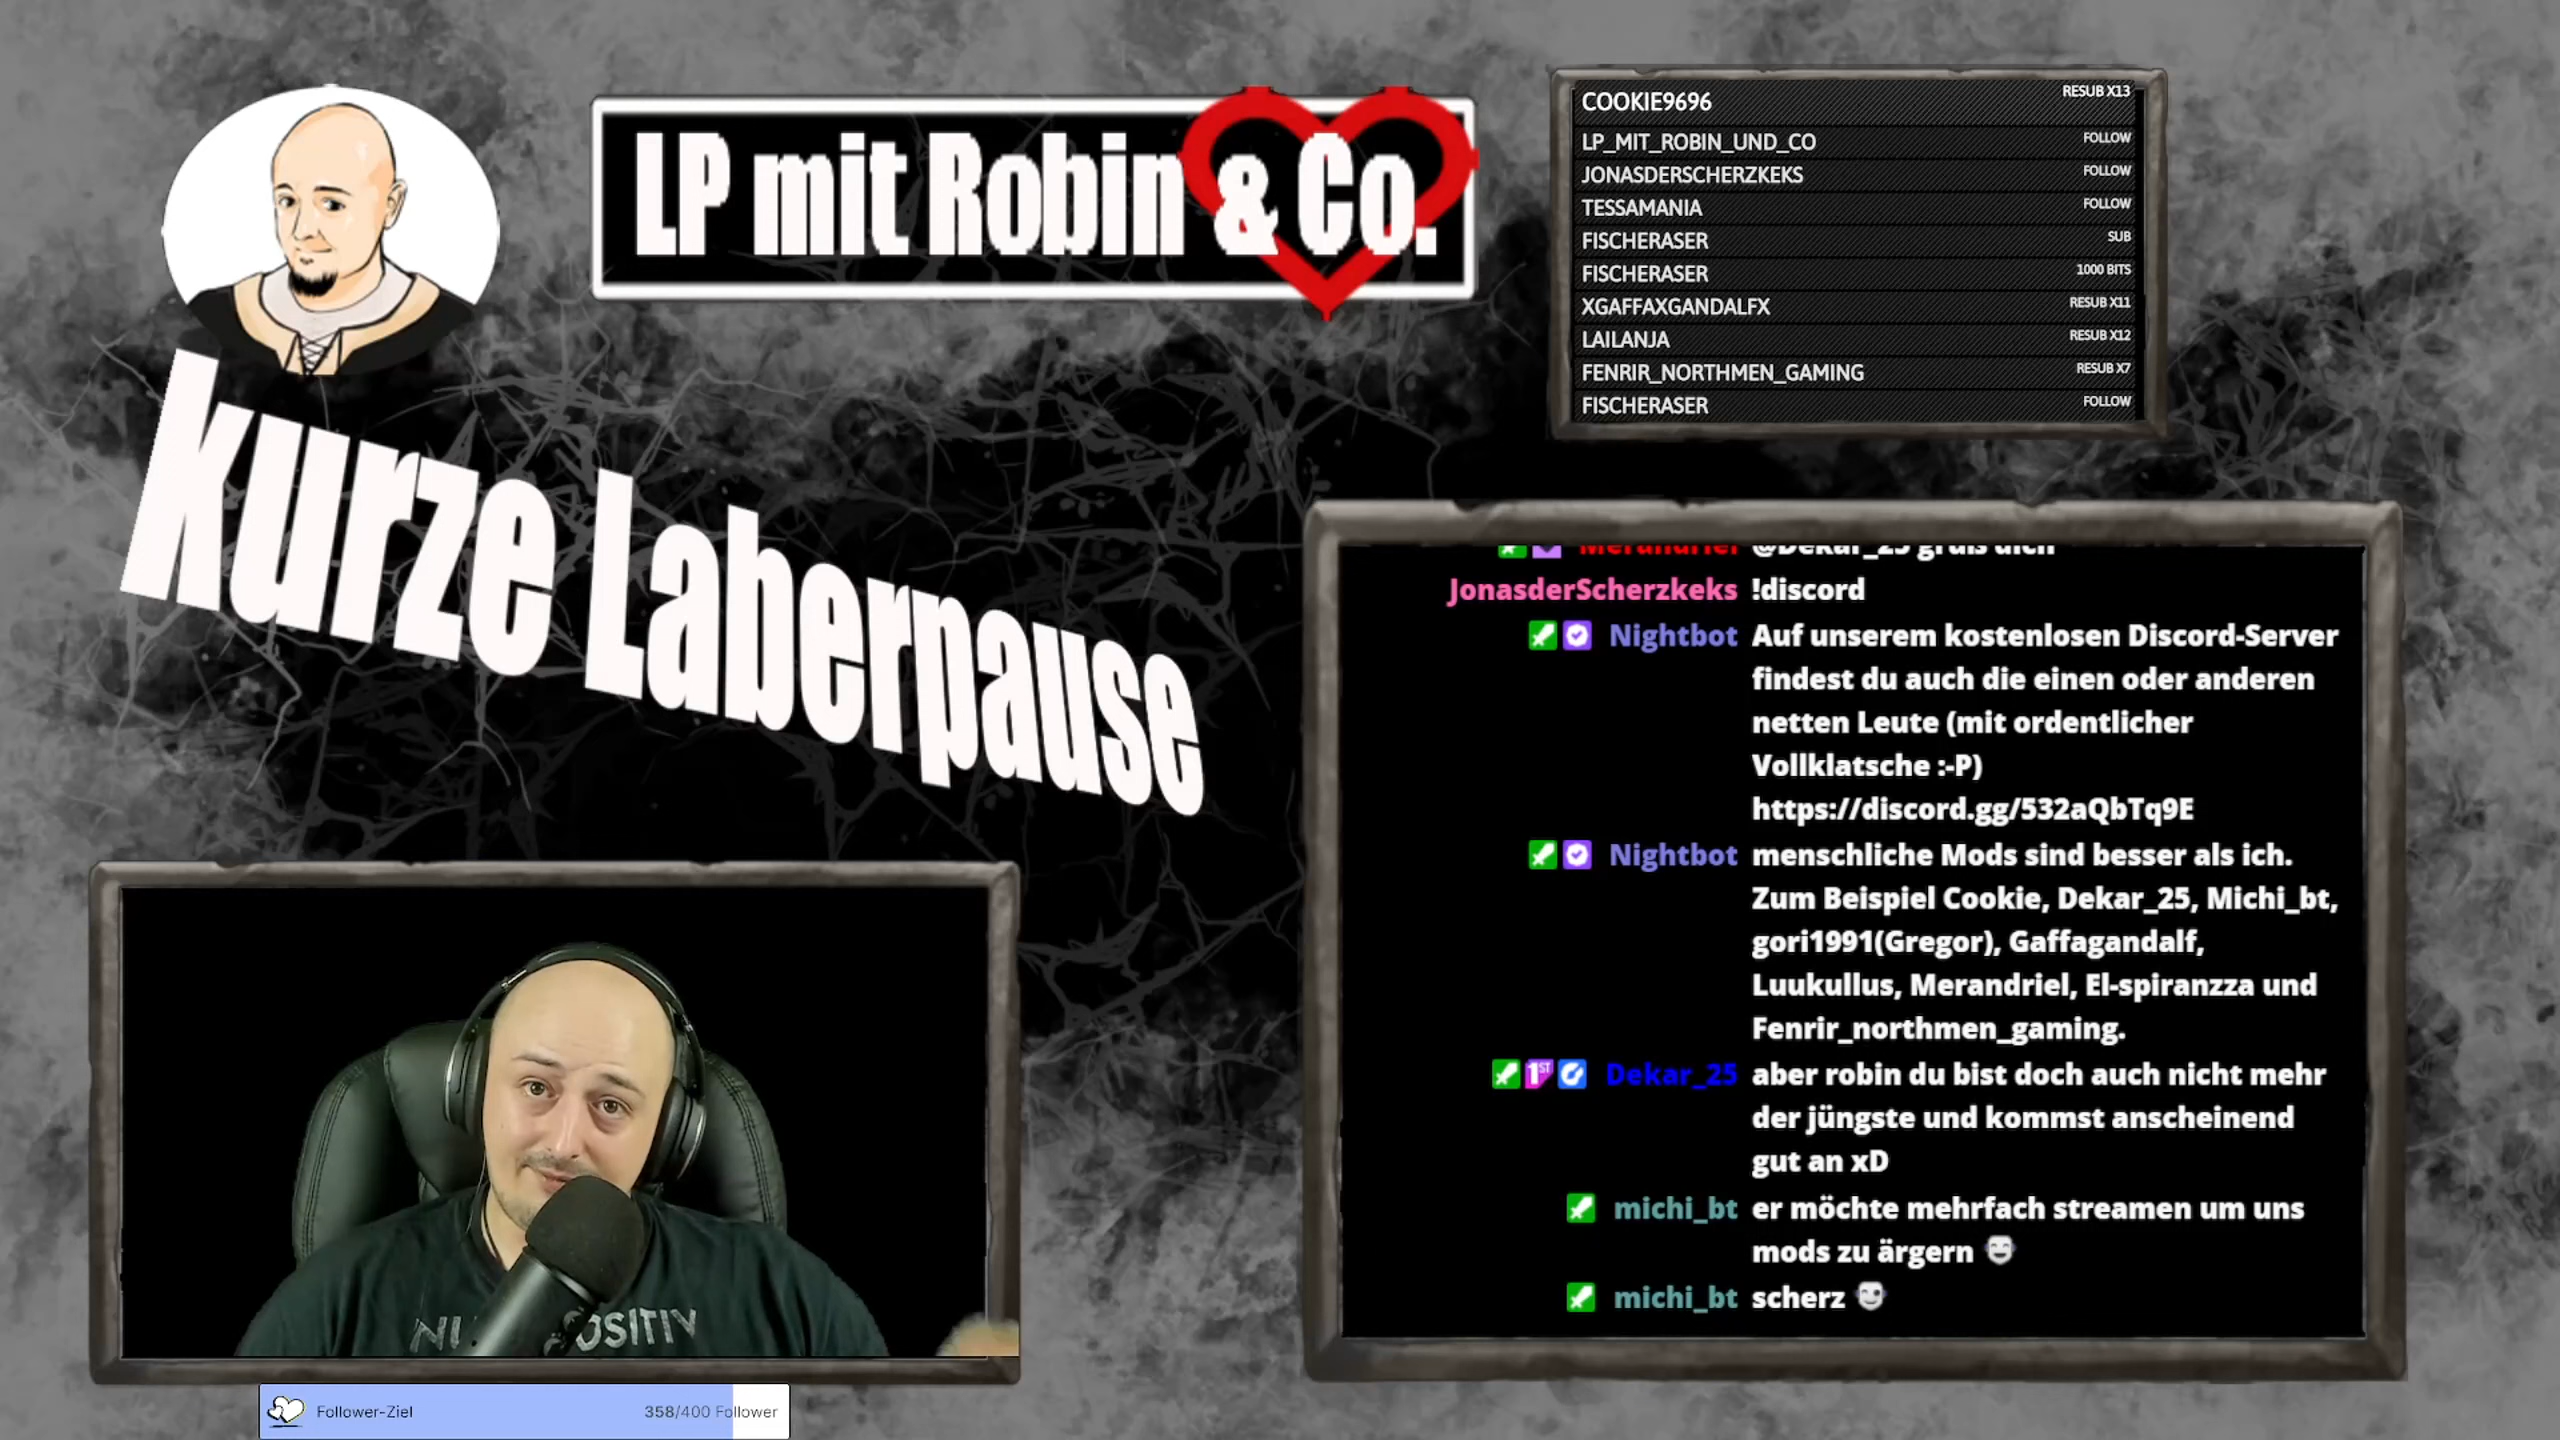 LP mit Robin & Co.
COOKIE9696 RESUB X13
LP_MIT_ROBIN_UND_CO FOLLOW
JONASDERSCHERZKEKS FOLLOW
TESSAMANIA FOLLOW
FISCHERASER SUB
FISCHERASER 1000 BITS
XGAFFAXGANDALFX RESUB X11
LAILANJA RESUB X12
FENRIR_NORTHMEN_GAMING RESUB X7
FISCHERASER FOLLOW
kurze Laberpause
Merandriel @Dekar_25 grüß dich
JonasderScherzkeks !discord
Nightbot Auf unserem kostenlosen Discord-Server
findest du auch die einen oder anderen
netten Leute (mit ordentlicher
Vollklatsche :-P)
https://discord.gg/532aQbTq9E
Nightbot menschliche Mods sind besser als ich.
Zum Beispiel Cookie, Dekar_25, Michi_bt,
gori1991(Gregor), Gaffagandalf,
Luukullus, Merandriel, El-spiranzza und
Fenrir_northmen_gaming.
1ST Dekar_25 aber robin du bist doch auch nicht mehr
der jüngste und kommst anscheinend
gut an xD
michi_bt er möchte mehrfach streamen um uns
mods zu ärgern
michi_bt scherz
Follower-Ziel 358/400 Follower